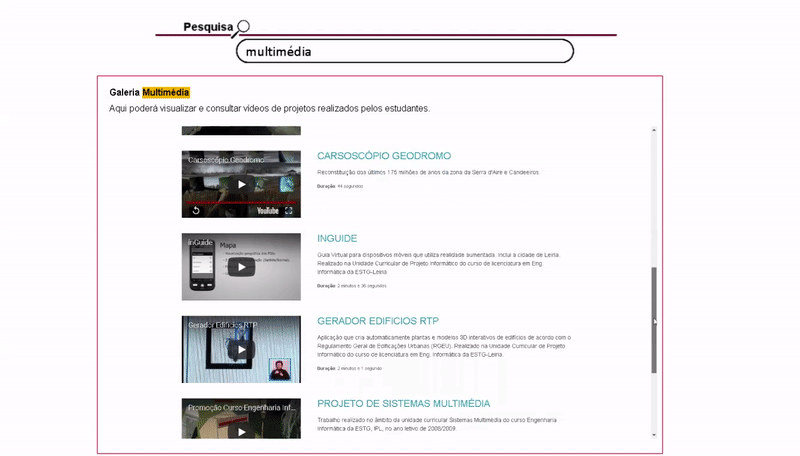 Pesquisa
multimédia
Galeria Multimédia
Aqui poderá visualizar e consultar vídeos de projetos realizados pelos estudantes.
Carsoscópio Geodromo
YouTube
CARSOSCÓPIO GEODROMO
Reconstituição dos últimos 175 milhões de anos da zona da Serra d'Aire e Candeeiros.
Duração: 44 segundos
inGuide
Mapa
INGUIDE
Guia Virtual para dispositivos móveis que utiliza realidade aumentada. Inclui a cidade de Leiria.
Realizado na Unidade Curricular de Projeto Informático do curso de licenciatura em Eng.
Informática da ESTG-Leiria.
Duração: 2 minutos e 36 segundos
Gerador Edificios RTP
GERADOR EDIFICIOS RTP
Aplicação que cria automaticamente plantas e modelos 3D interativos de edifícios de acordo com o
Regulamento Geral de Edificações Urbanas (RGEU). Realizado na Unidade Curricular de Projeto
Informático do curso de licenciatura em Eng. Informática da ESTG-Leiria.
Duração: 2 minutos e 1 segundo
Promoção Curso Engenharia Inf...
PROJETO DE SISTEMAS MULTIMÉDIA
Trabalho realizado no âmbito da unidade curricular Sistemas Multimédia do curso Engenharia
Informática da ESTG, IPL, no ano letivo de 2008/2009.